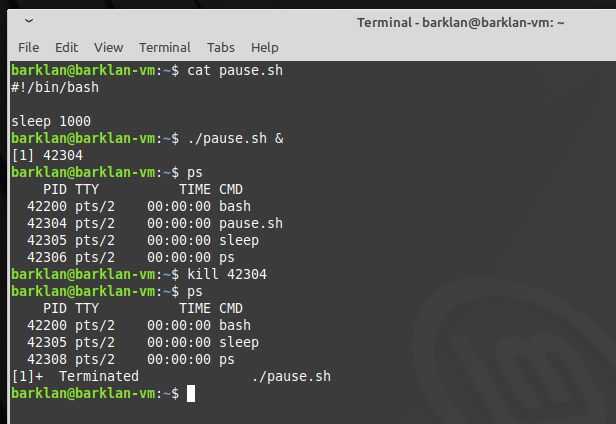 Terminal - barklan@barklan-vm: ~
File Edit View Terminal Tabs Help
barklan@barklan-vm:~$ cat pause.sh
#!/bin/bash

sleep 1000
barklan@barklan-vm:~$ ./pause.sh &
[1] 42304
barklan@barklan-vm:~$ ps
    PID TTY          TIME CMD
  42200 pts/2    00:00:00 bash
  42304 pts/2    00:00:00 pause.sh
  42305 pts/2    00:00:00 sleep
  42306 pts/2    00:00:00 ps
barklan@barklan-vm:~$ kill 42304
barklan@barklan-vm:~$ ps
    PID TTY          TIME CMD
  42200 pts/2    00:00:00 bash
  42305 pts/2    00:00:00 sleep
  42308 pts/2    00:00:00 ps
[1]+  Terminated              ./pause.sh
barklan@barklan-vm:~$